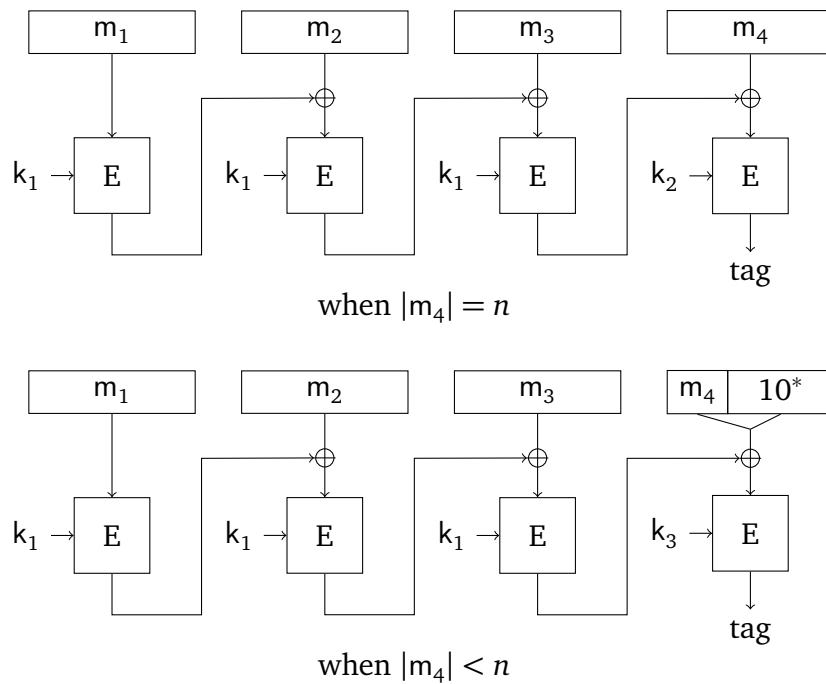 m₁ m₂ m₃ m₄
k₁ E k₁ E k₁ E k₂ E
tag
when |m₄| = n
m₁ m₂ m₃ m₄ 10*
k₁ E k₁ E k₁ E k₃ E
tag
when |m₄| < n